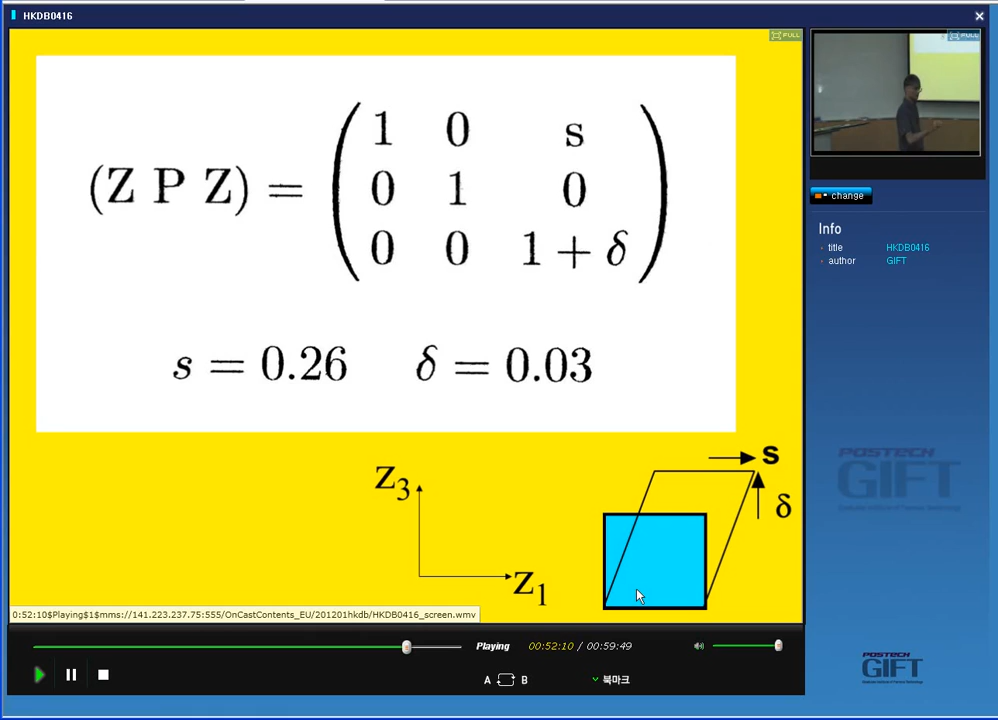 HKDB0416
FULL
FULL
(Z P Z) = ( 1 0 s
0 1 0
0 0 1 + δ )
s = 0.26 δ = 0.03
Z3
Z1
s
δ
0:52:10$Playing$1$mms://141.223.237.75:555/OnCastContents_EU/201201hkdb/HKDB0416_screen.wmv
Playing 00:52:10 / 00:59:49
A B 북마크
change
Info
title HKDB0416
author GIFT
POSTECH
GIFT
POSTECH
GIFT